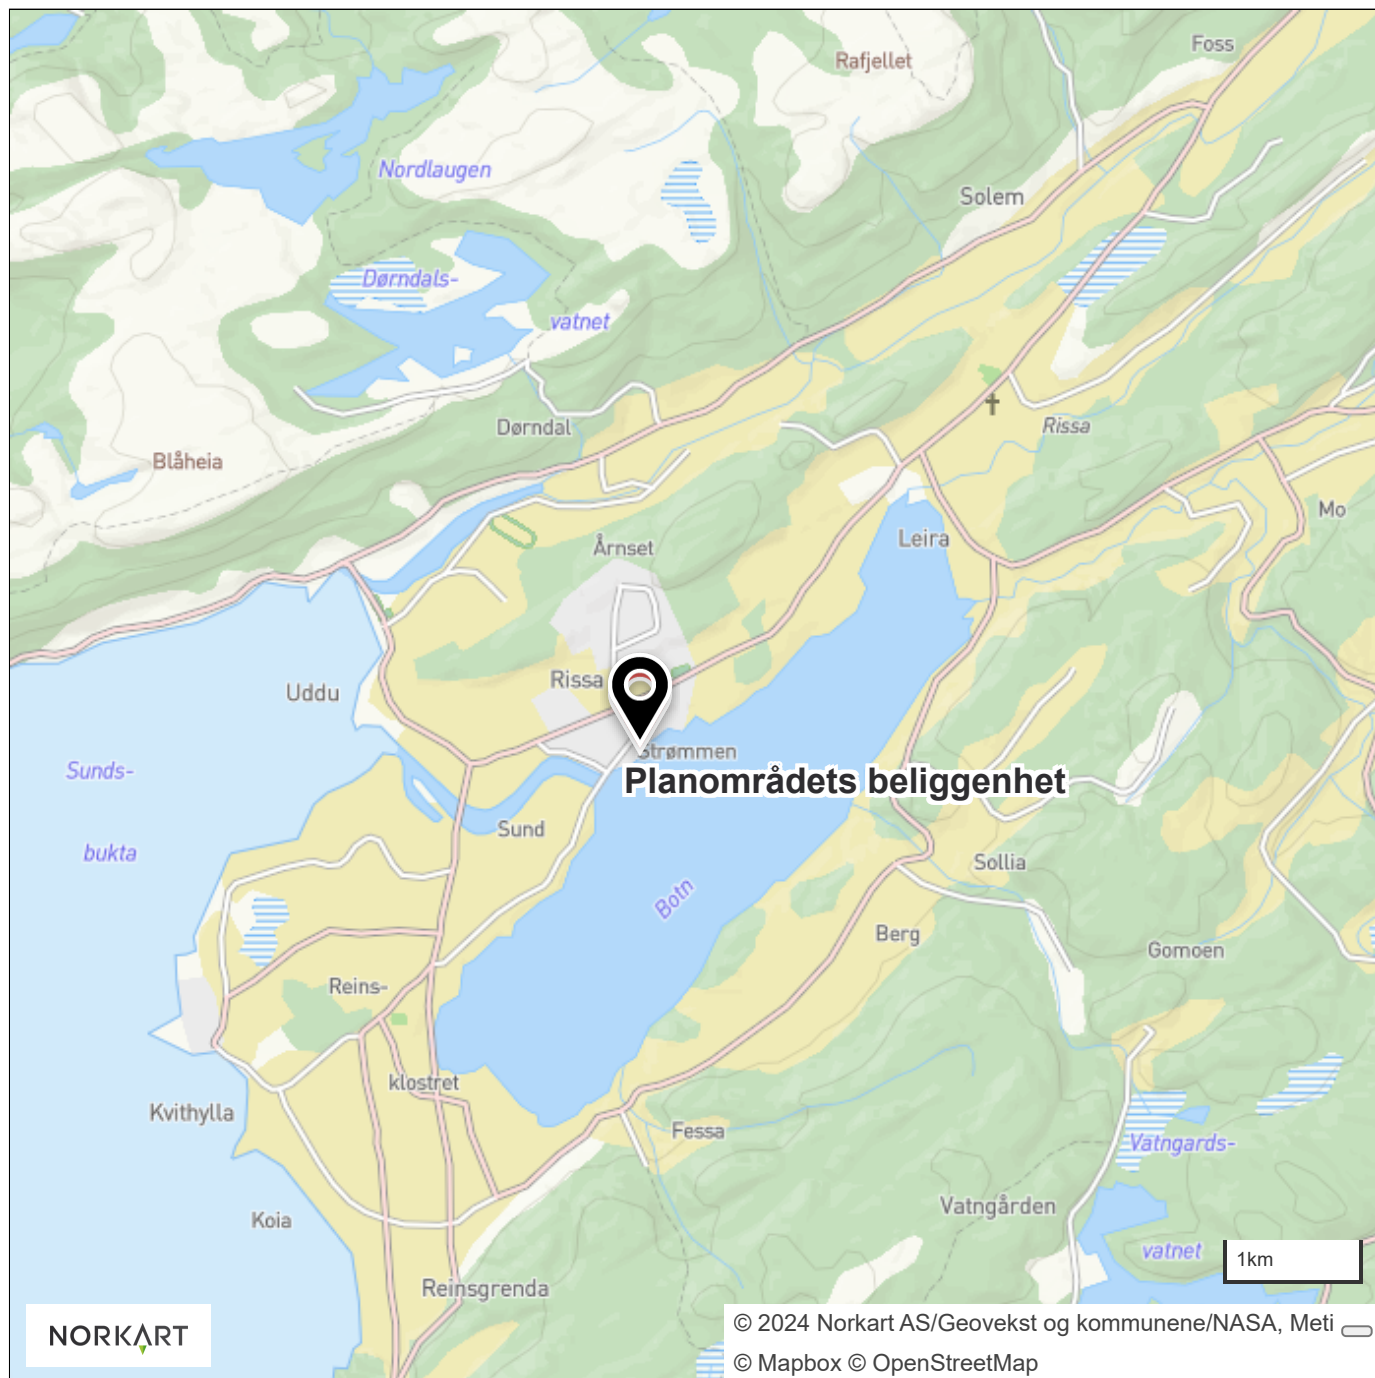 Foss
Rafjellet
Nordlaugen
Solem
Dørndals-
vatnet
Dørndal
Rissa
Blåheia
Mo
Leira
Årnset
Rissa
Uddu
Strømmen
Sunds-
Planområdets beliggenhet
Sund
bukta
Sollia
Botn
Berg
Gomoen
Reins-
klostret
Kvithylla
Fessa
Vatngards-
Vatngården
Koia
vatnet
1km
Reinsgrenda
NORKART
© 2024 Norkart AS/Geovekst og kommunene/NASA, Meti
© Mapbox © OpenStreetMap